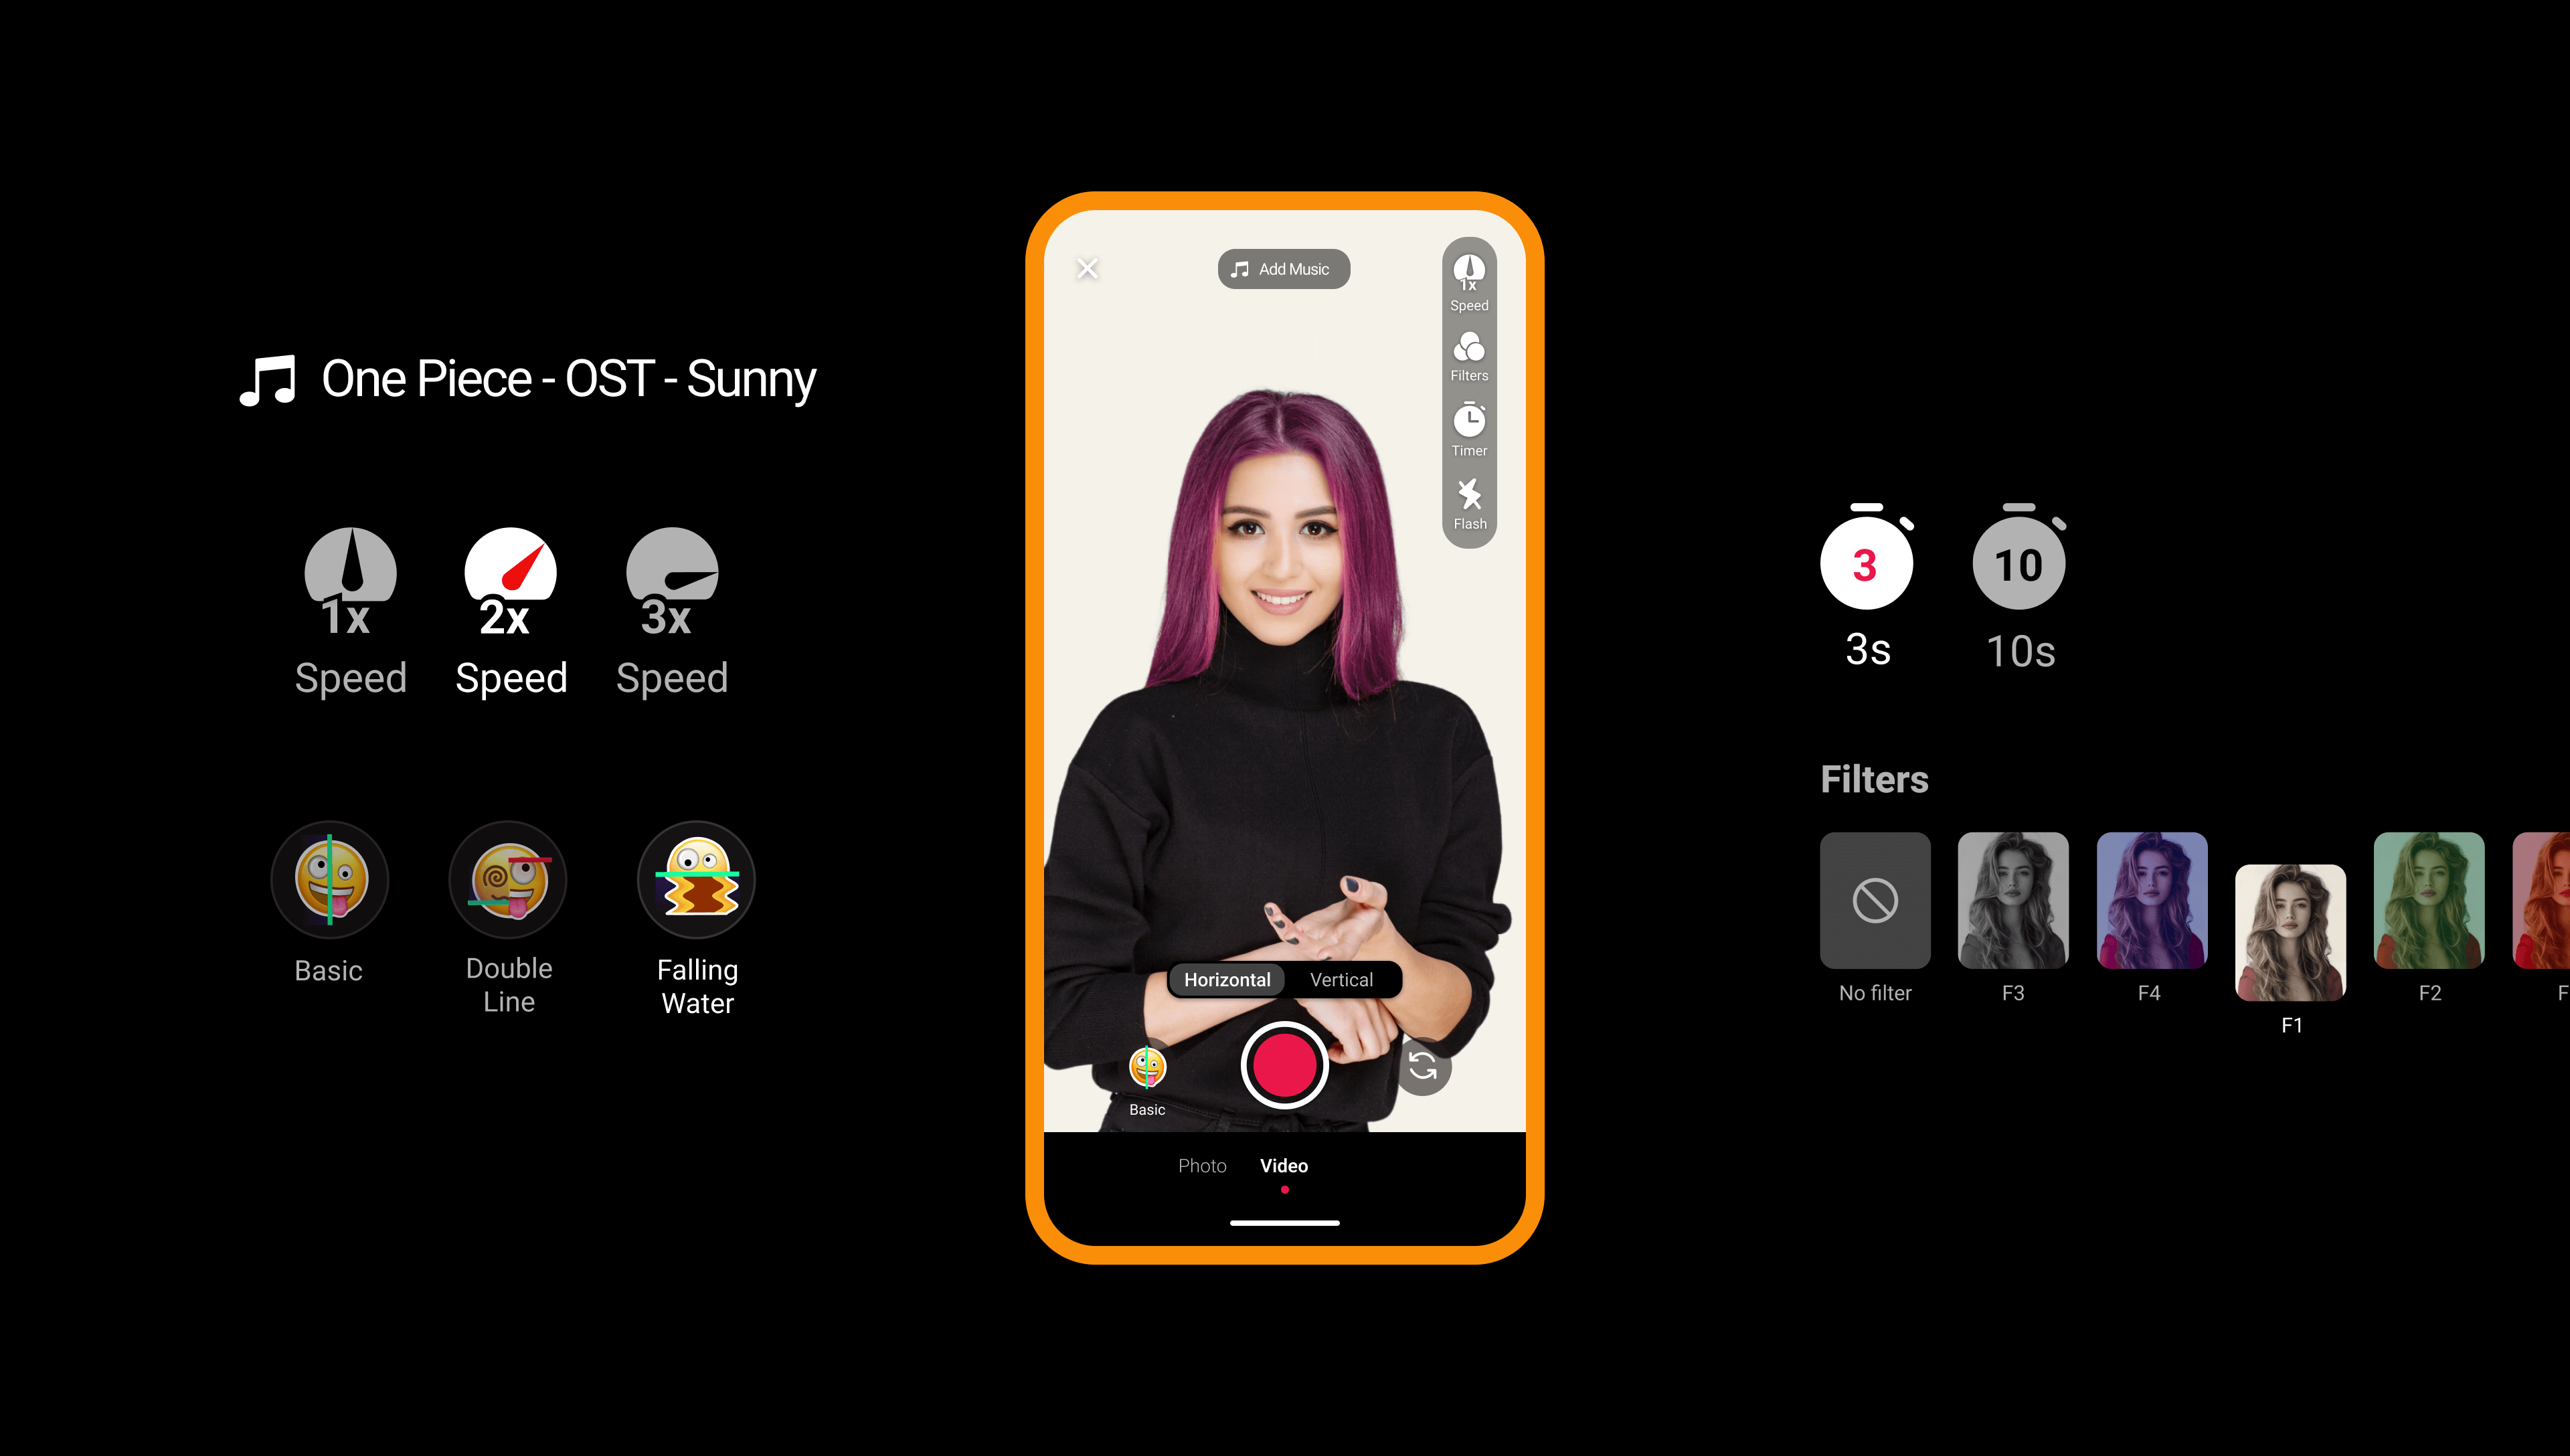 One Piece - OST - Sunny
1x
2x
3x
Speed
Speed
Speed
Basic
Double
Line
Falling
Water
Add Music
1x
Speed
Filters
Timer
Flash
Horizontal
Vertical
Basic
Photo
Video
3
10
3s
10s
Filters
No filter
F3
F4
F1
F2
F